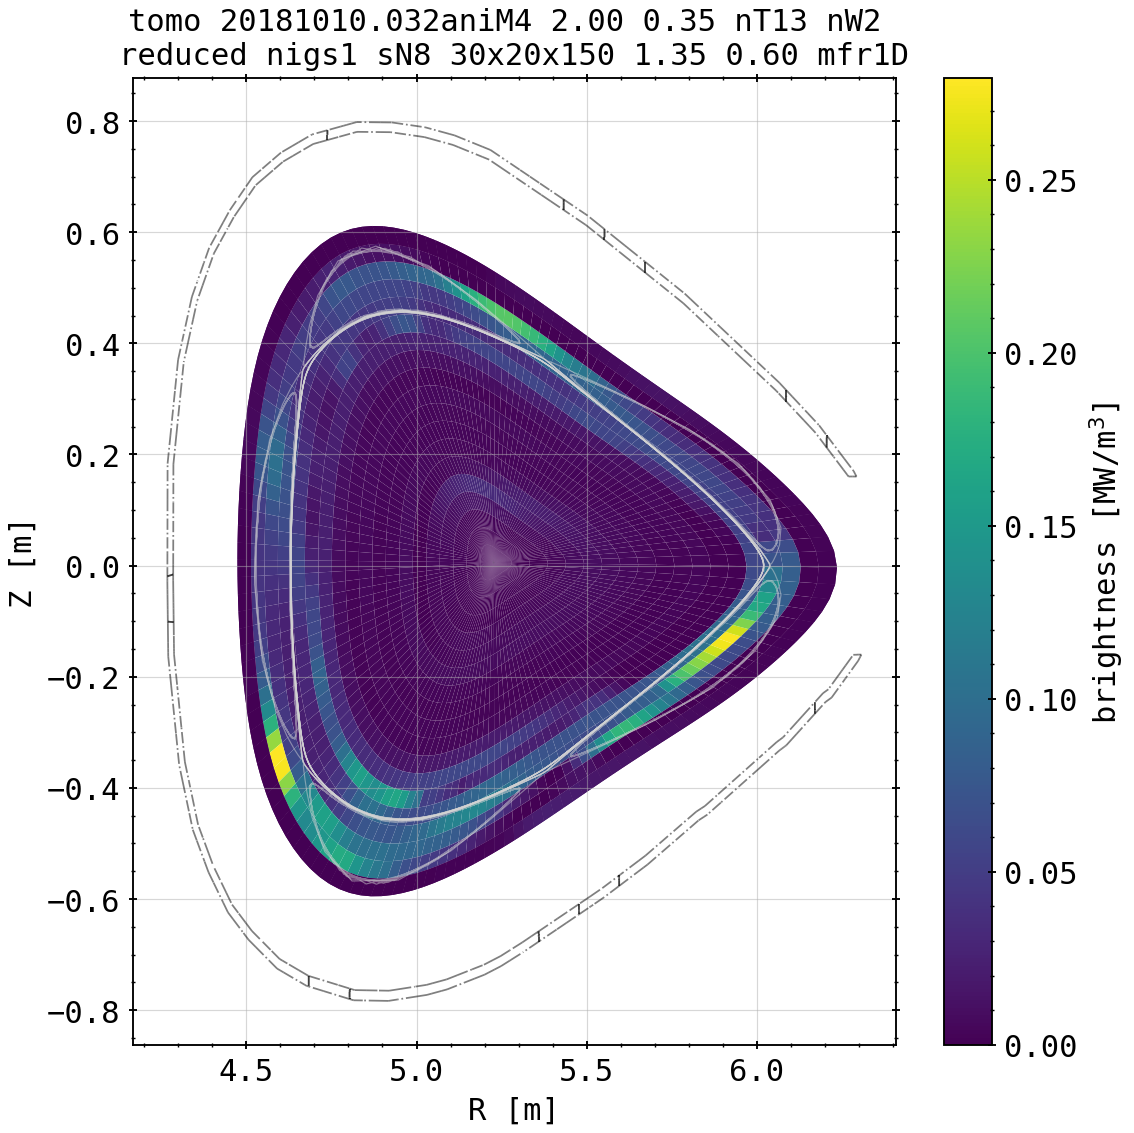 tomo 20181010.032aniM4 2.00 0.35 nT13 nW2
reduced nigs1 sN8 30x20x150 1.35 0.60 mfr1D
0.8
0.6
0.4
0.2
0.0
−0.2
−0.4
−0.6
−0.8
Z [m]
4.5 5.0 5.5 6.0
R [m]
0.25
0.20
0.15
0.10
0.05
0.00
brightness [MW/m³]